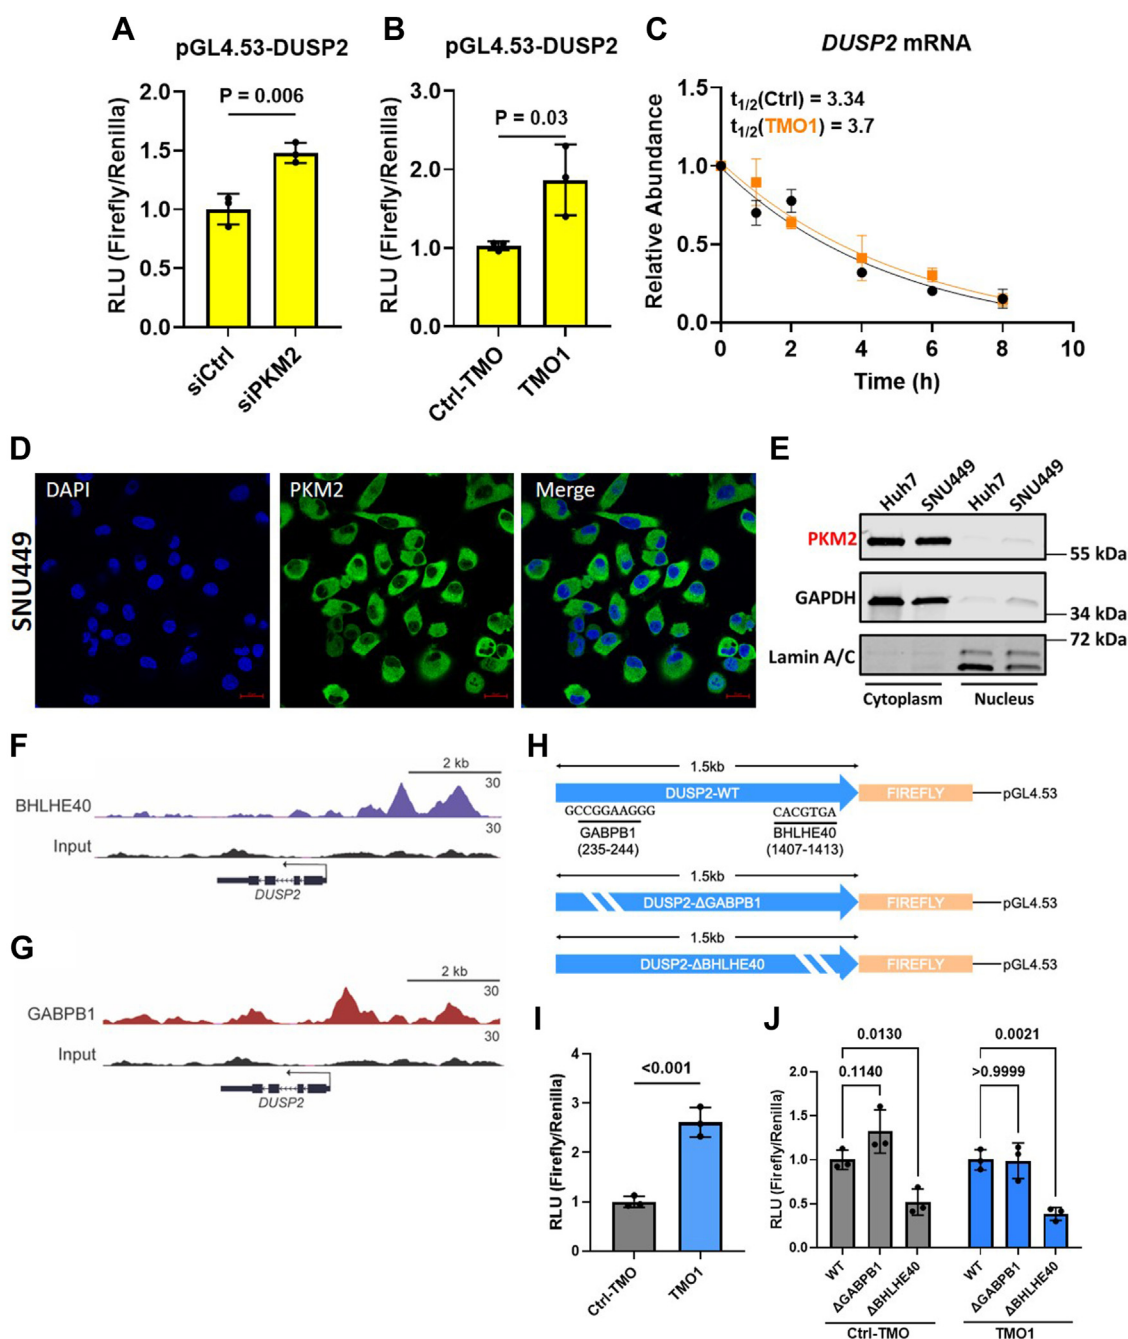 A
pGL4.53-DUSP2
RLU (Firefly/Renilla)
2.0
1.5
1.0
0.5
0.0
P = 0.006
siCtrl
siPKM2
B
pGL4.53-DUSP2
RLU (Firefly/Renilla)
3.0
2.0
1.0
0.0
P = 0.03
Ctrl-TMO
TMO1
C
DUSP2 mRNA
Relative Abundance
1.5
1.0
0.5
0.0
t1/2(Ctrl) = 3.34
t1/2(TMO1) = 3.7
0 2 4 6 8 10
Time (h)
D
SNU449
DAPI
PKM2
Merge
E
Huh7
SNU449
Huh7
SNU449
PKM2
55 kDa
GAPDH
34 kDa
72 kDa
Lamin A/C
Cytoplasm
Nucleus
F
2 kb
30
BHLHE40
30
Input
DUSP2
G
2 kb
30
GABPB1
30
Input
DUSP2
H
1.5kb
DUSP2-WT
FIREFLY
pGL4.53
GCCGGAAGGG
CACGTGA
GABPB1
(235-244)
BHLHE40
(1407-1413)
1.5kb
DUSP2-ΔGABPB1
FIREFLY
pGL4.53
1.5kb
DUSP2-ΔBHLHE40
FIREFLY
pGL4.53
I
RLU (Firefly/Renilla)
4
3
2
1
0
<0.001
Ctrl-TMO
TMO1
J
RLU (Firefly/Renilla)
2.0
1.5
1.0
0.5
0.0
0.0130
0.1140
0.0021
>0.9999
WT
ΔGABPB1
ΔBHLHE40
WT
ΔGABPB1
ΔBHLHE40
Ctrl-TMO
TMO1